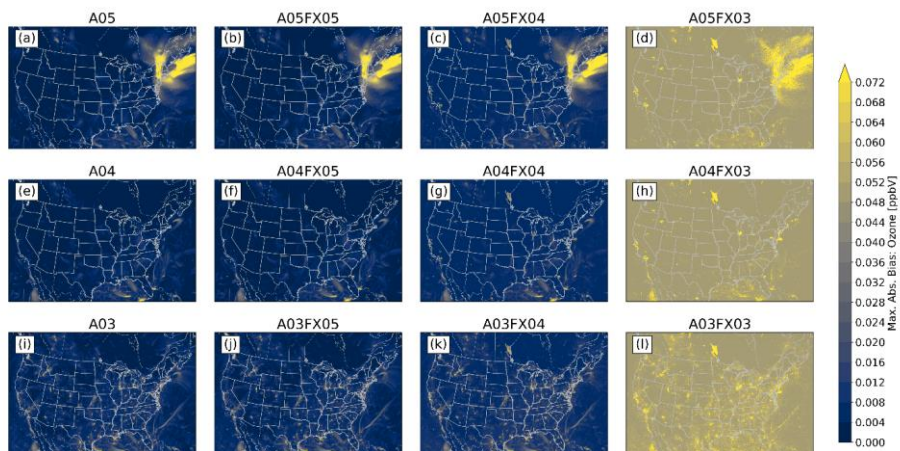 A05 A05FX05 A05FX04 A05FX03
(a) (b) (c) (d)
A04 A04FX05 A04FX04 A04FX03
(e) (f) (g) (h)
A03 A03FX05 A03FX04 A03FX03
(i) (j) (k) (l)
0.072
0.068
0.064
0.060
0.056
0.052
0.048
0.044
0.040
0.036
0.032
0.028
0.024
0.020
0.016
0.012
0.008
0.004
0.000
Max. Abs. Bias: Ozone [ppbV]